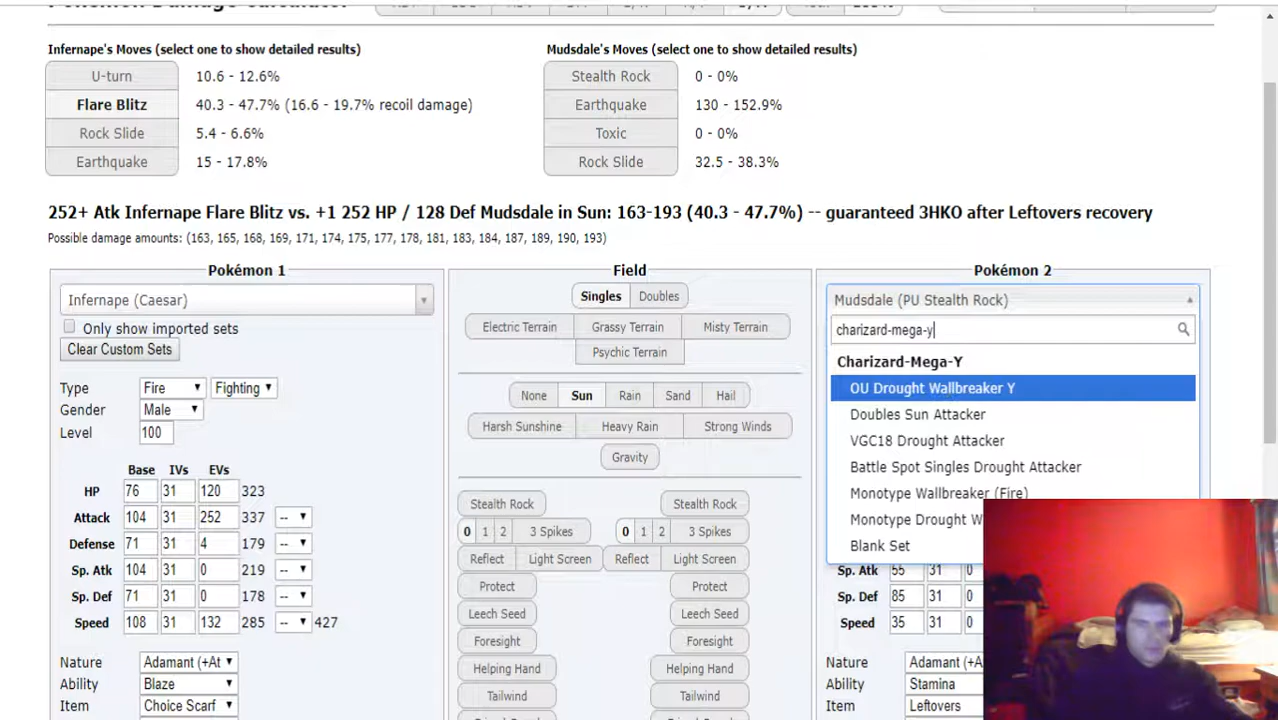 Infernape's Moves (select one to show detailed results)
U-turn 10.6 - 12.6%
Flare Blitz 40.3 - 47.7% (16.6 - 19.7% recoil damage)
Rock Slide 5.4 - 6.6%
Earthquake 15 - 17.8%
Mudsdale's Moves (select one to show detailed results)
Stealth Rock 0 - 0%
Earthquake 130 - 152.9%
Toxic 0 - 0%
Rock Slide 32.5 - 38.3%
252+ Atk Infernape Flare Blitz vs. +1 252 HP / 128 Def Mudsdale in Sun: 163-193 (40.3 - 47.7%) -- guaranteed 3HKO after Leftovers recovery
Possible damage amounts: (163, 165, 168, 169, 171, 174, 175, 177, 178, 181, 183, 184, 187, 189, 190, 193)
Pokémon 1
Infernape (Caesar)
Only show imported sets
Clear Custom Sets
Type Fire Fighting
Gender Male
Level 100
Base IVs EVs
HP 76 31 120 323
Attack 104 31 252 337 --
Defense 71 31 4 179 --
Sp. Atk 104 31 0 219 --
Sp. Def 71 31 0 178 --
Speed 108 31 132 285 -- 427
Nature Adamant (+At
Ability Blaze
Item Choice Scarf
Field
Singles Doubles
Electric Terrain Grassy Terrain Misty Terrain
Psychic Terrain
None Sun Rain Sand Hail
Harsh Sunshine Heavy Rain Strong Winds
Gravity
Stealth Rock Stealth Rock
0 1 2 3 Spikes 0 1 2 3 Spikes
Reflect Light Screen Reflect Light Screen
Protect Protect
Leech Seed Leech Seed
Foresight Foresight
Helping Hand Helping Hand
Tailwind Tailwind
Pokémon 2
Mudsdale (PU Stealth Rock)
charizard-mega-y
Charizard-Mega-Y
OU Drought Wallbreaker Y
Doubles Sun Attacker
VGC18 Drought Attacker
Battle Spot Singles Drought Attacker
Monotype Wallbreaker (Fire)
Monotype Drought W
Blank Set
Sp. Atk 55 31 0
Sp. Def 85 31 0
Speed 35 31 0
Nature Adamant (+A
Ability Stamina
Item Leftovers